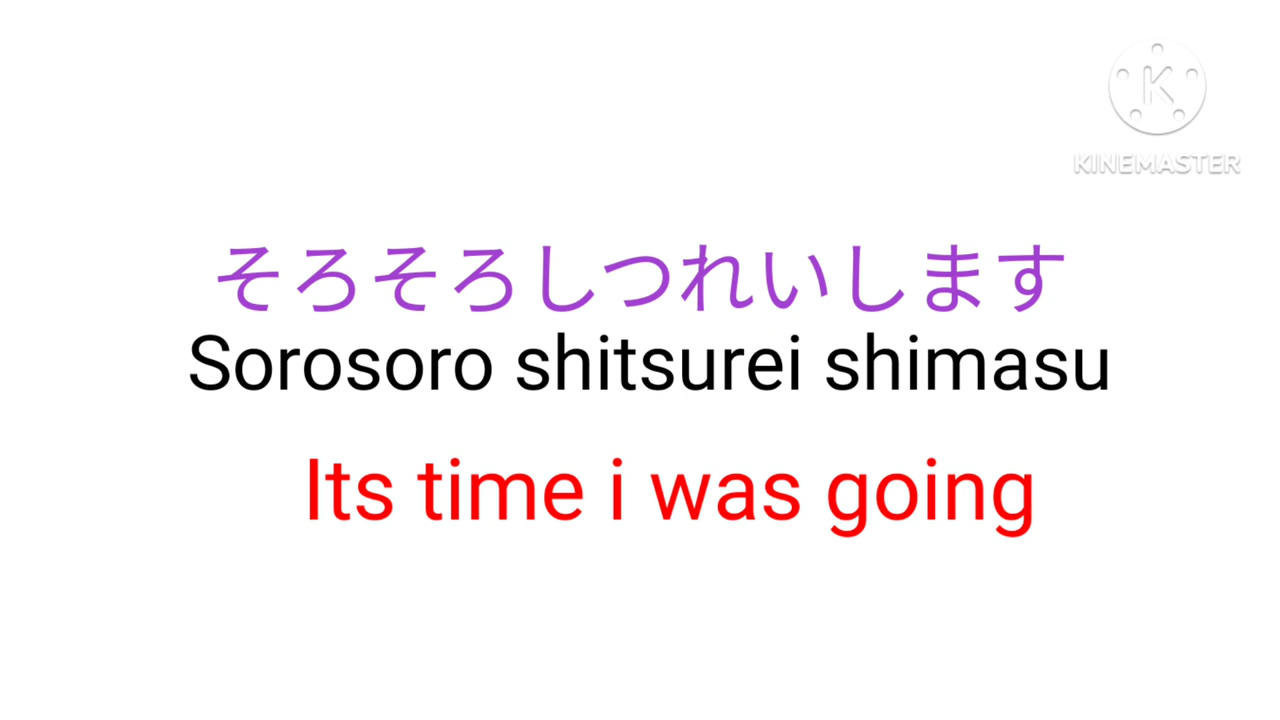 K
KINEMASTER
そろそろしつれいします
Sorosoro shitsurei shimasu
Its time i was going